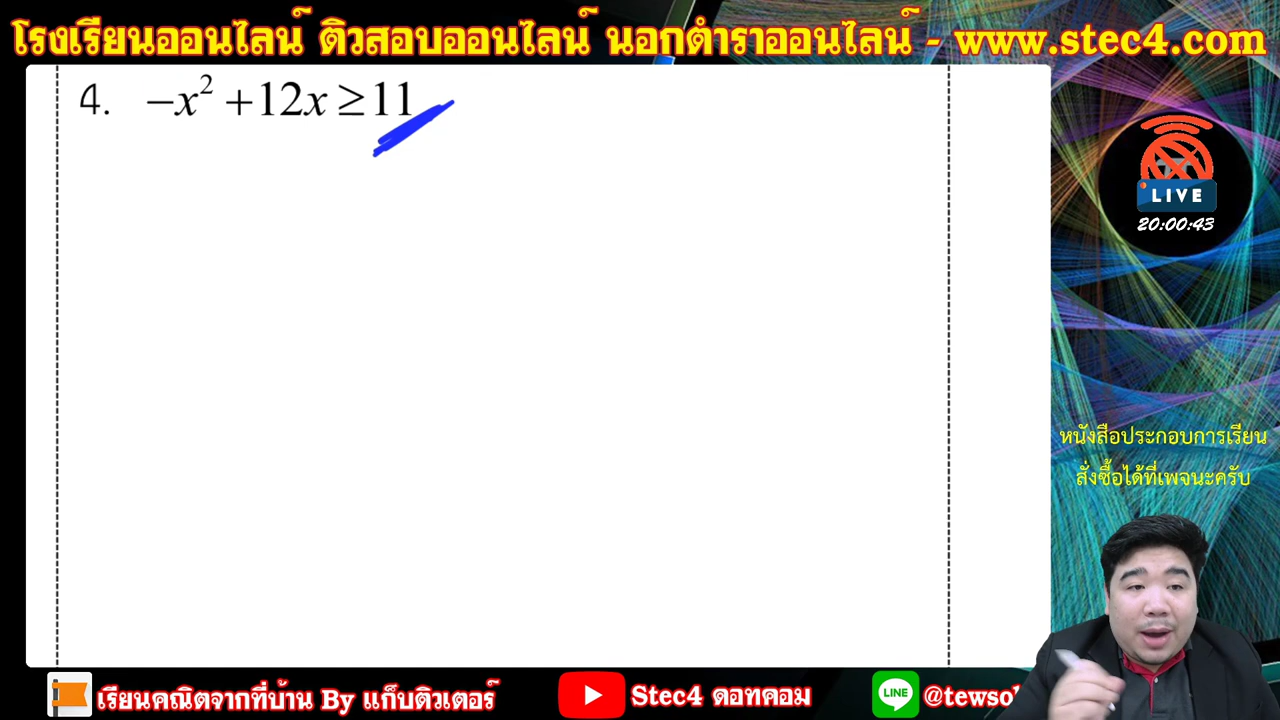 โรงเรียนออนไลน์ ติวสอบออนไลน์ นอกตำราออนไลน์ - www.stec4.com
4. −x² + 12x ≥ 11
LIVE
20:00:43
หนังสือประกอบการเรียน
สั่งซื้อได้ที่เพจนะครับ
เรียนคณิตจากที่บ้าน By แก็บติวเตอร์
Stec4 ดอทคอม
LINE